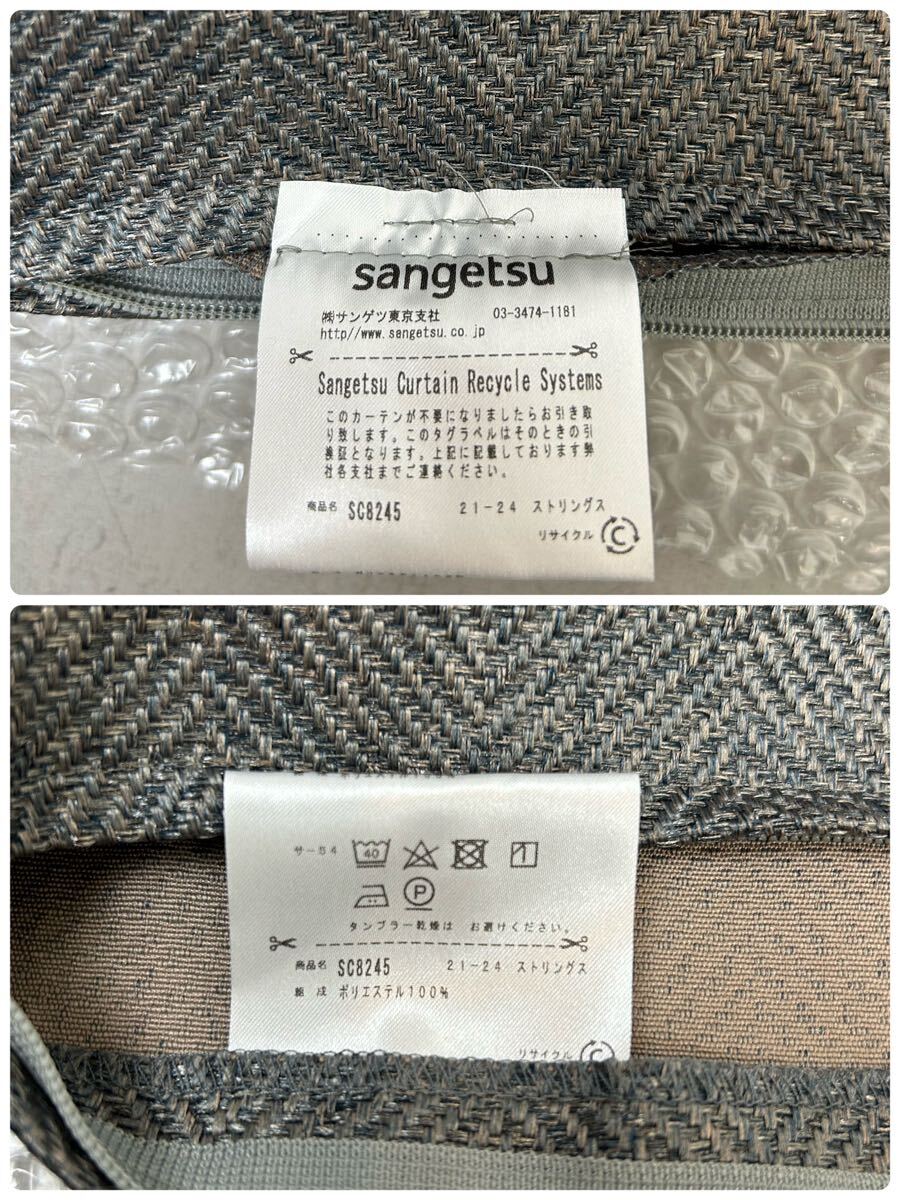 sangetsu
㈱サンゲツ東京支社 03-3474-1181
http//www.sangetsu.co.jp
Sangetsu Curtain Recycle Systems
このカーテンが不要になりましたらお引き取
り致します。このタグラベルはそのときの引
換証となります。上記に記載しております弊
社各支社までご連絡ください。
商品名 SC8245 21-24 ストリングス
リサイクル C
サ-54 40 1
P
タンブラー乾燥は お避けください。
商品名 SC8245 21-24 ストリングス
組成 ポリエステル100%
リサイクル C